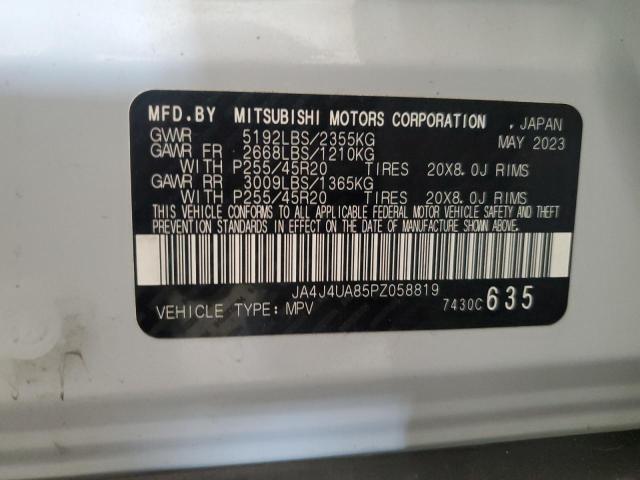 MFD.BY MITSUBISHI MOTORS CORPORATION , JAPAN
GVWR 5192LBS/2355KG MAY 2023
GAWR FR 2668LBS/1210KG
WITH P255/45R20 TIRES 20X8.0J RIMS
GAWR RR 3009LBS/1365KG
WITH P255/45R20 TIRES 20X8.0J RIMS
THIS VEHICLE CONFORMS TO ALL APPLICABLE FEDERAL MOTOR VEHICLE SAFETY AND THEFT
PREVENTION STANDARDS IN EFFECT ON THE DATE OF MANUFACTURE SHOWN ABOVE.
JA4J4UA85PZ058819
VEHICLE TYPE: MPV 7430C 635